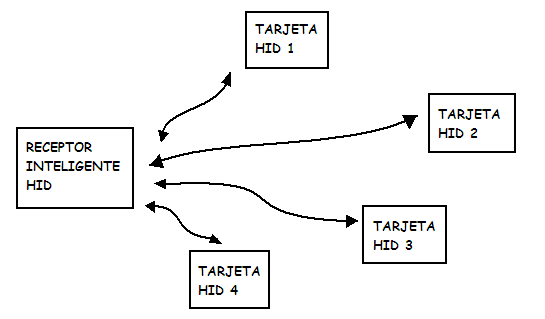 TARJETA
HID 1
TARJETA
HID 2
RECEPTOR
INTELIGENTE
HID
TARJETA
HID 3
TARJETA
HID 4